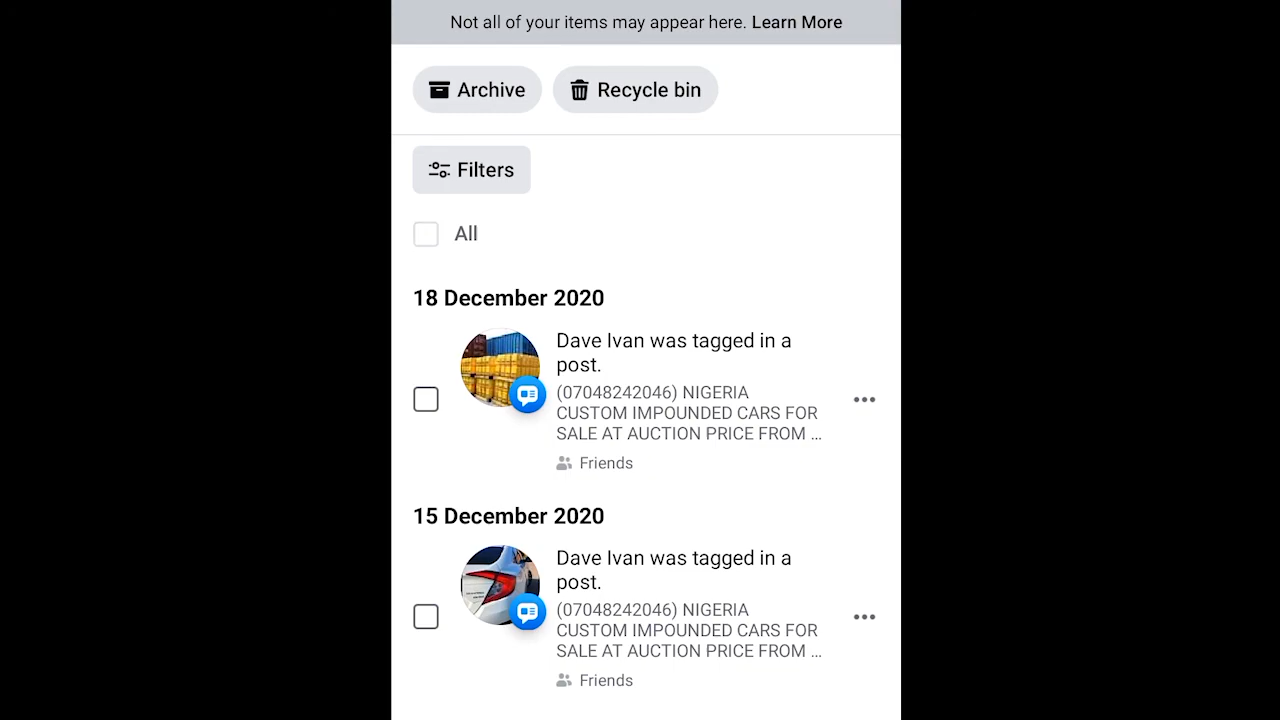 Not all of your items may appear here. Learn More
Archive
Recycle bin
Filters
All
18 December 2020
Dave Ivan was tagged in a
post.
(07048242046) NIGERIA
CUSTOM IMPOUNDED CARS FOR
SALE AT AUCTION PRICE FROM ...
Friends
15 December 2020
Dave Ivan was tagged in a
post.
(07048242046) NIGERIA
CUSTOM IMPOUNDED CARS FOR
SALE AT AUCTION PRICE FROM ...
Friends